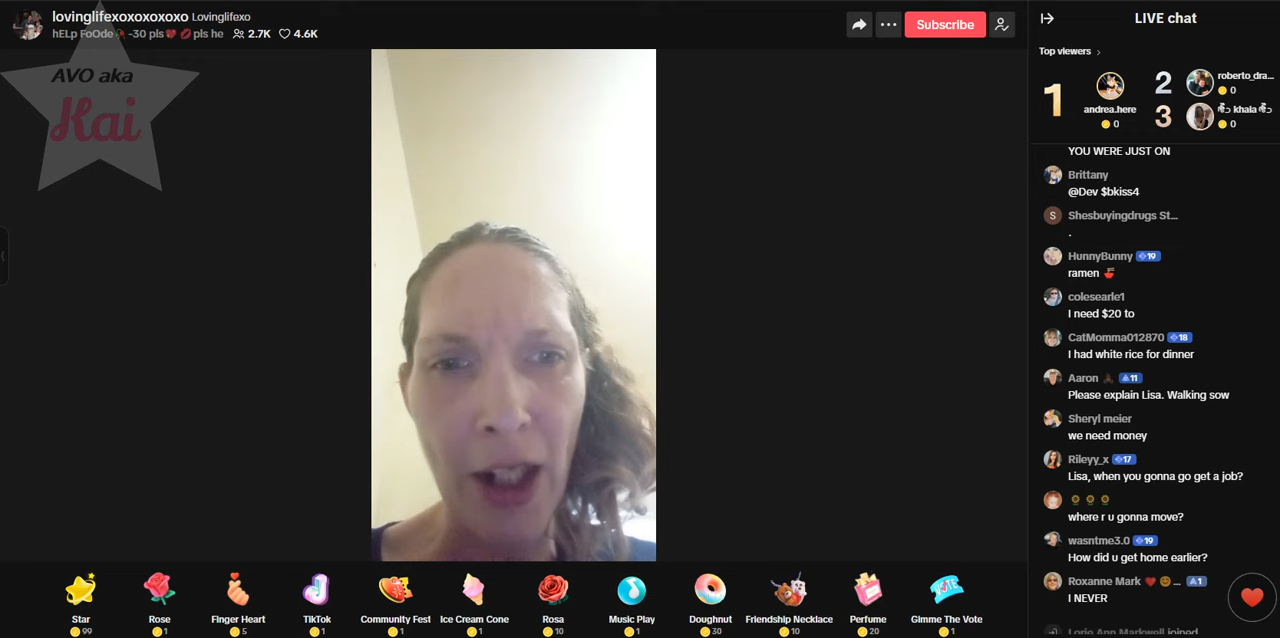 lovinglifexoxoxoxoxo Lovinglifexo
hELp FoOde -30 pls pls he 2.7K 4.6K
Subscribe
AVO aka
Kai
LIVE chat
Top viewers
1
andrea.here
0
2
roberto_dra...
0
3
khala
0
YOU WERE JUST ON
Brittany
@Dev $bkiss4
S
Shesbuyingdrugs St...
.
HunnyBunny 19
ramen
colesearle1
I need $20 to
CatMomma012870 18
I had white rice for dinner
Aaron 11
Please explain Lisa. Walking sow
Sheryl meier
we need money
Rileyy_x 17
Lisa, when you gonna go get a job?
where r u gonna move?
wasntme3.0 19
How did u get home earlier?
Roxanne Mark ... 1
I NEVER
Lorie Ann Markwell joined
Star
99
Rose
1
Finger Heart
5
TikTok
1
Community Fest
1
Ice Cream Cone
1
Rosa
10
Music Play
1
Doughnut
30
Friendship Necklace
10
Perfume
20
VOTE
Gimme The Vote
1